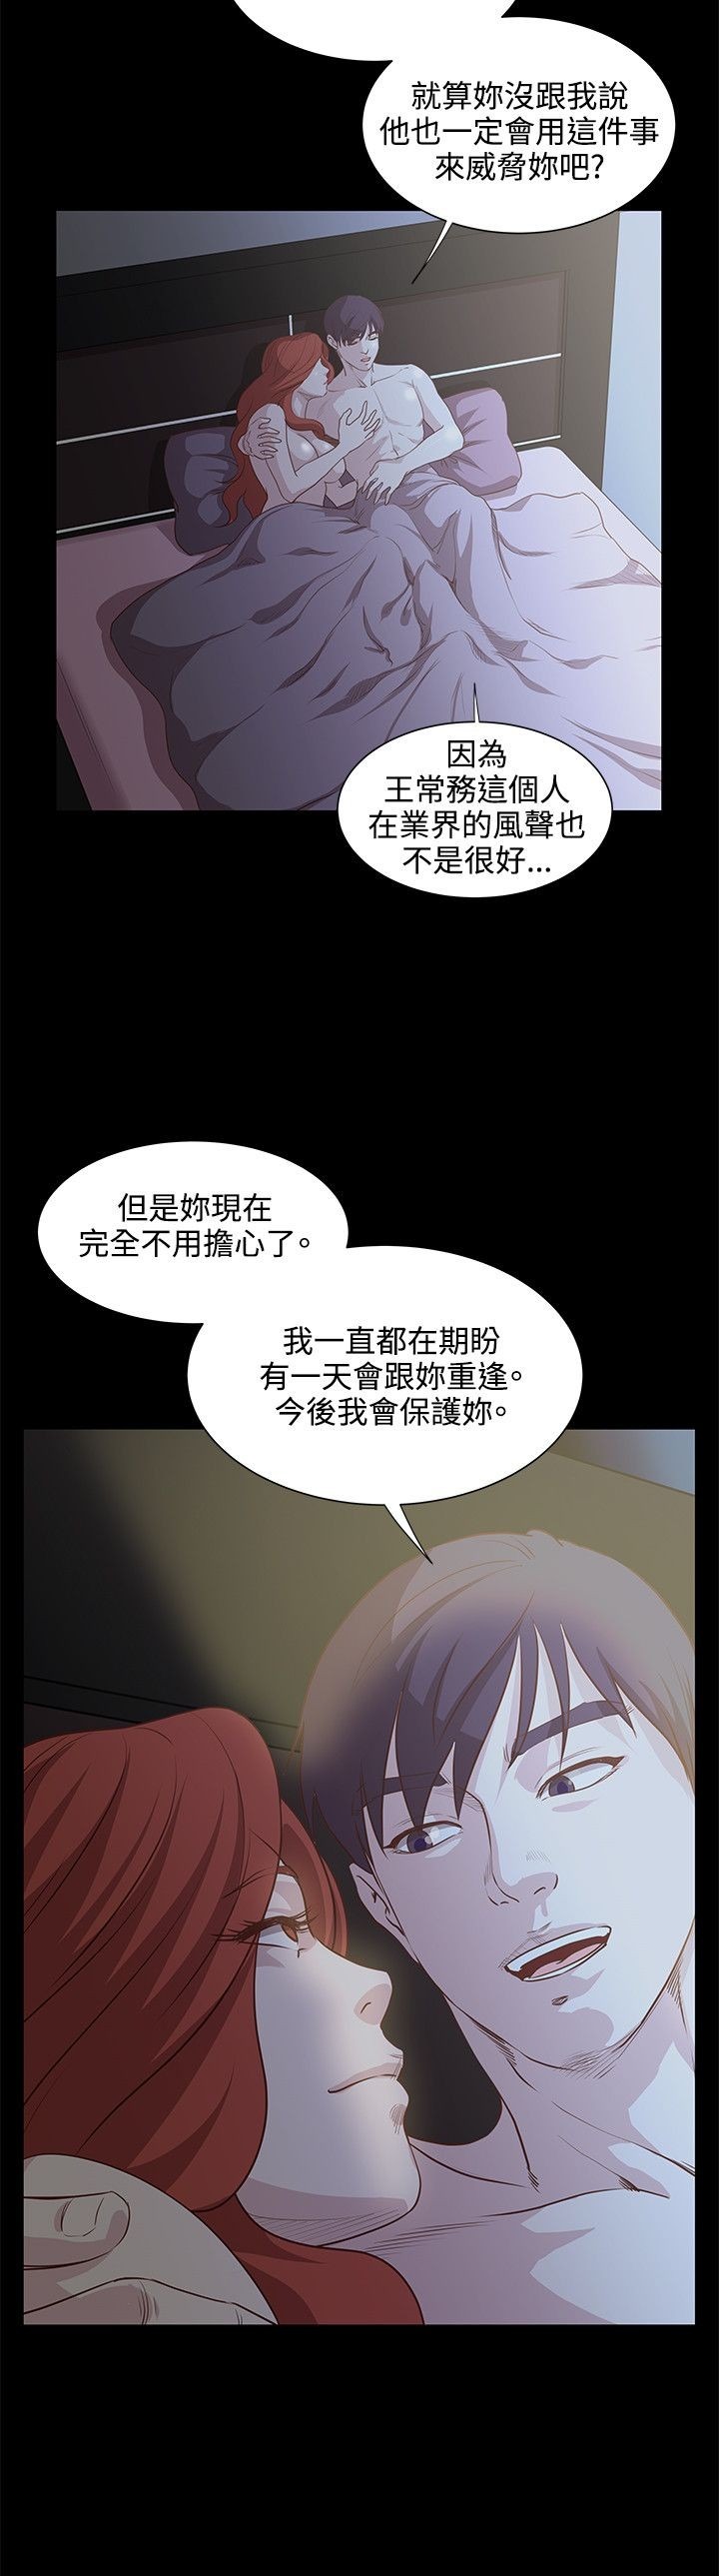 就算妳沒跟我說
他也一定會用這件事
來威脅妳吧?
因為
王常務這個人
在業界的風聲也
不是很好...
但是妳現在
完全不用擔心了。
我一直都在期盼
有一天會跟妳重逢。
今後我會保護妳。